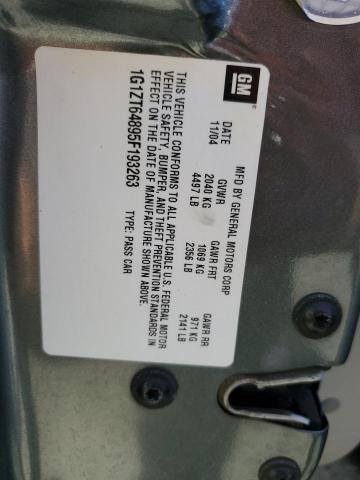 GM
MFD BY GENERAL MOTORS CORP
DATE GVWR GAWR FRT GAWR RR
11/04 2040 KG 1069 KG 971 KG
4497 LB 2356 LB 2141 LB
THIS VEHICLE CONFORMS TO ALL APPLICABLE U.S. FEDERAL MOTOR
VEHICLE SAFETY, BUMPER, AND THEFT PREVENTION STANDARDS IN
EFFECT ON THE DATE OF MANUFACTURE SHOWN ABOVE.
1G1ZT64895F193263 TYPE: PASS CAR